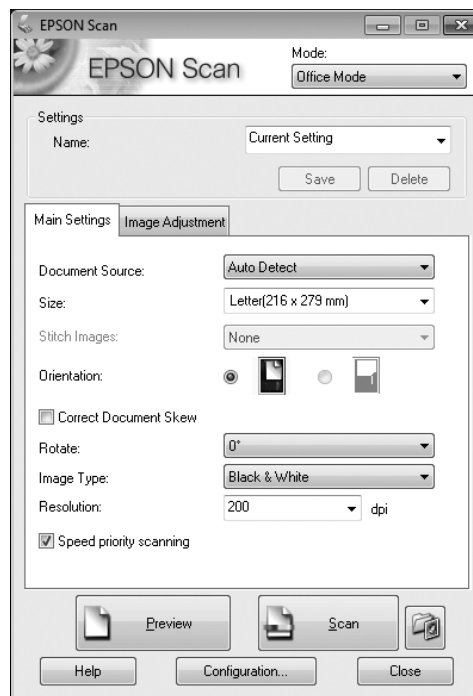 EPSON Scan
EPSON Scan
Mode:
Office Mode
Settings
Name:
Current Setting
Save
Delete
Main Settings
Image Adjustment
Document Source:
Auto Detect
Size:
Letter(216 x 279 mm)
Stitch Images:
None
Orientation:
Correct Document Skew
Rotate:
0°
Image Type:
Black & White
Resolution:
200
dpi
Speed priority scanning
Preview
Scan
Help
Configuration...
Close